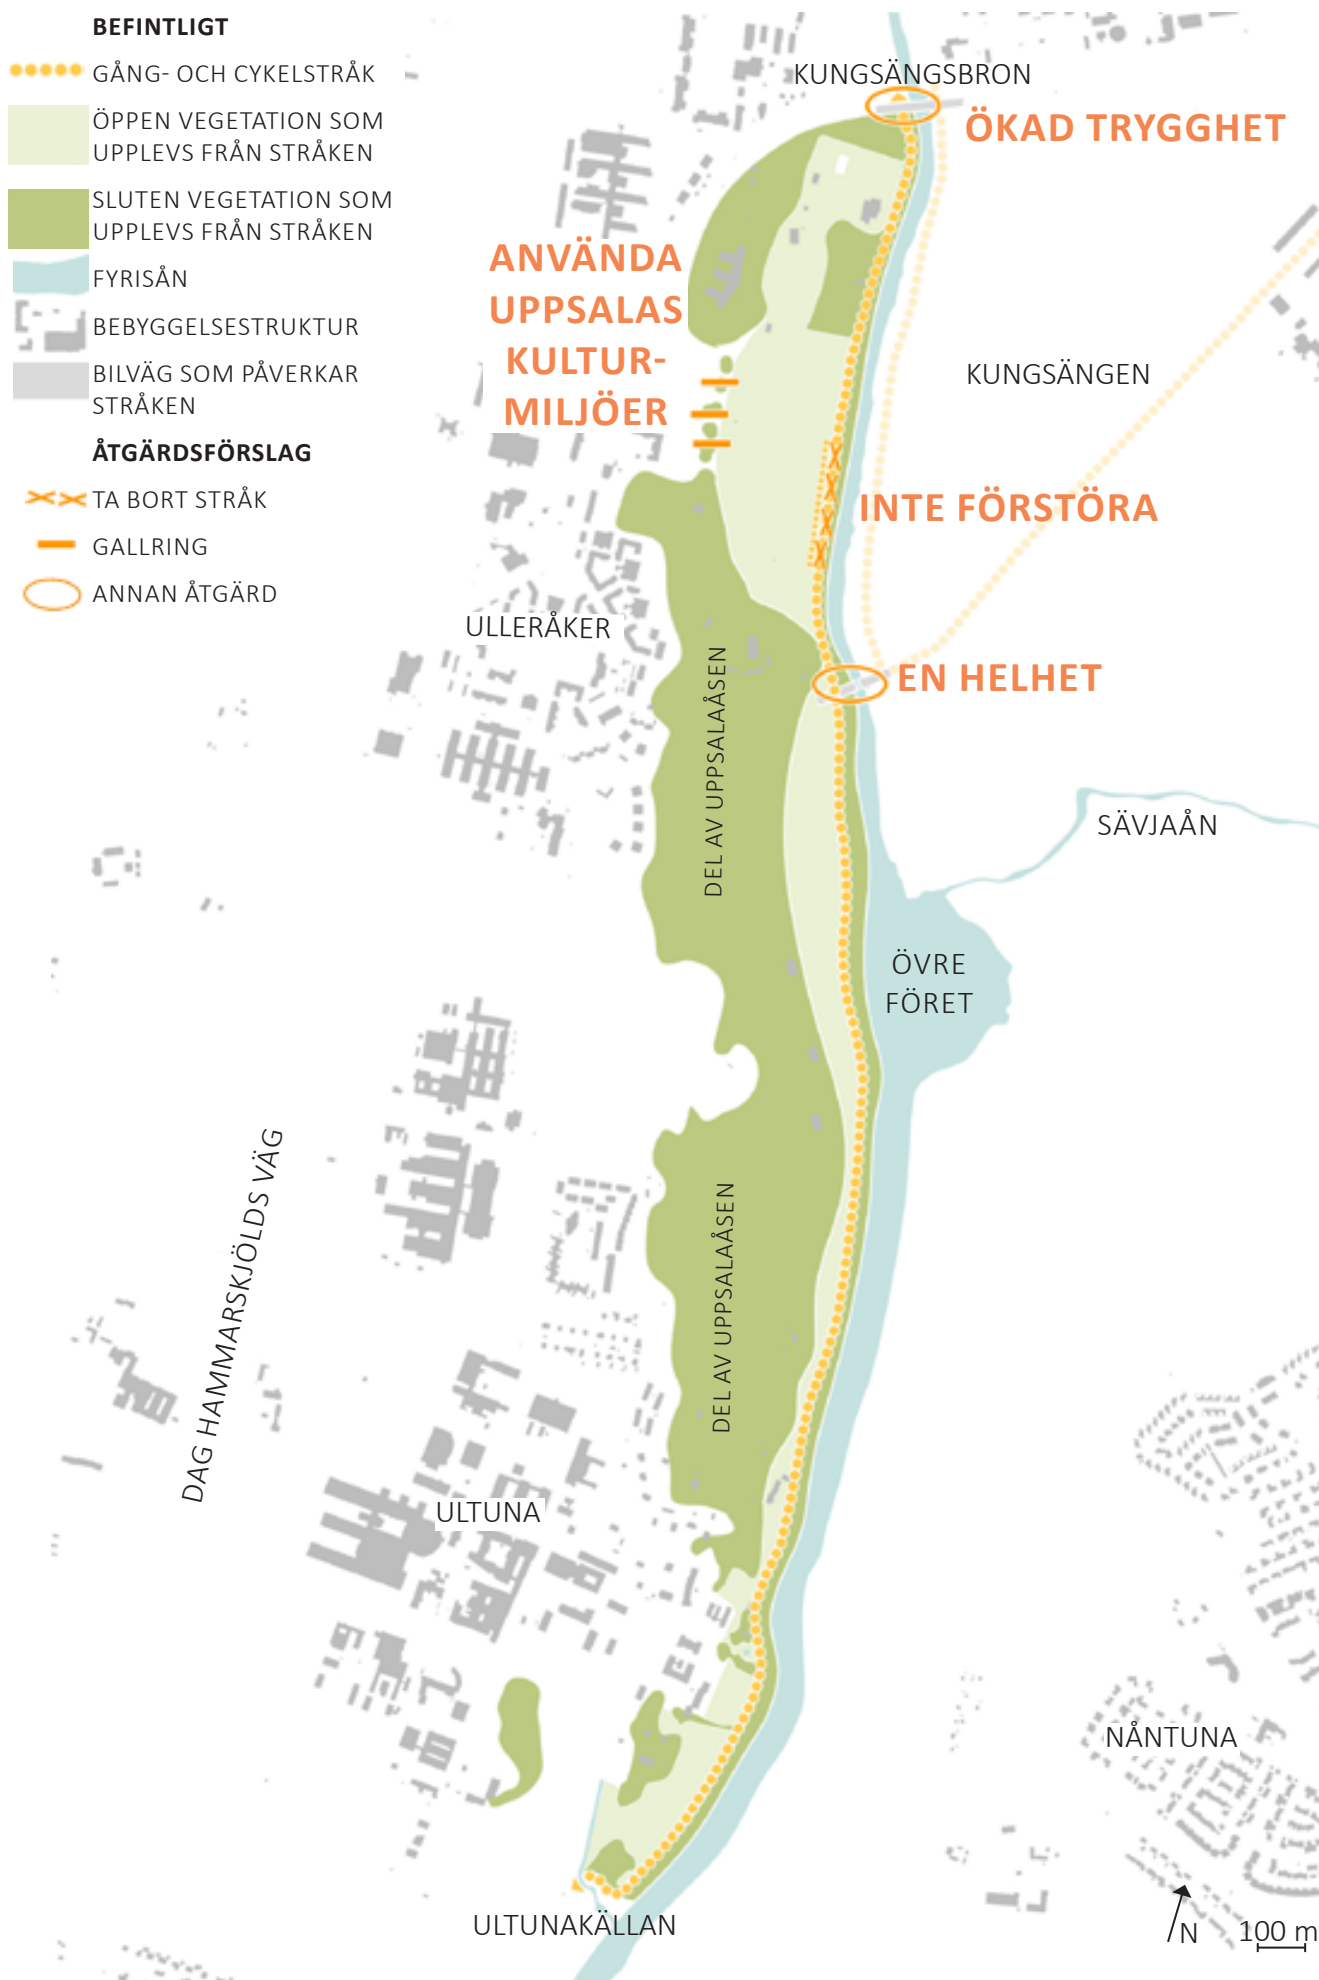 BEFINTLIGT
GÅNG- OCH CYKELSTRÅK
ÖPPEN VEGETATION SOM
UPPLEVS FRÅN STRÅKEN
SLUTEN VEGETATION SOM
UPPLEVS FRÅN STRÅKEN
FYRISÅN
BEBYGGELSESTRUKTUR
BILVÄG SOM PÅVERKAR
STRÅKEN
ÅTGÄRDSFÖRSLAG
TA BORT STRÅK
GALLRING
ANNAN ÅTGÄRD
KUNGSÄNGSBRON
ÖKAD TRYGGHET
ANVÄNDA
UPPSALAS
KULTUR-
MILJÖER
KUNGSÄNGEN
INTE FÖRSTÖRA
ULLERÅKER
EN HELHET
DEL AV UPPSALAÅSEN
SÄVJAÅN
ÖVRE
FÖRET
DAG HAMMARSKJÖLDS VÄG
DEL AV UPPSALAÅSEN
ULTUNA
NÅNTUNA
ULTUNAKÄLLAN
N
100 m